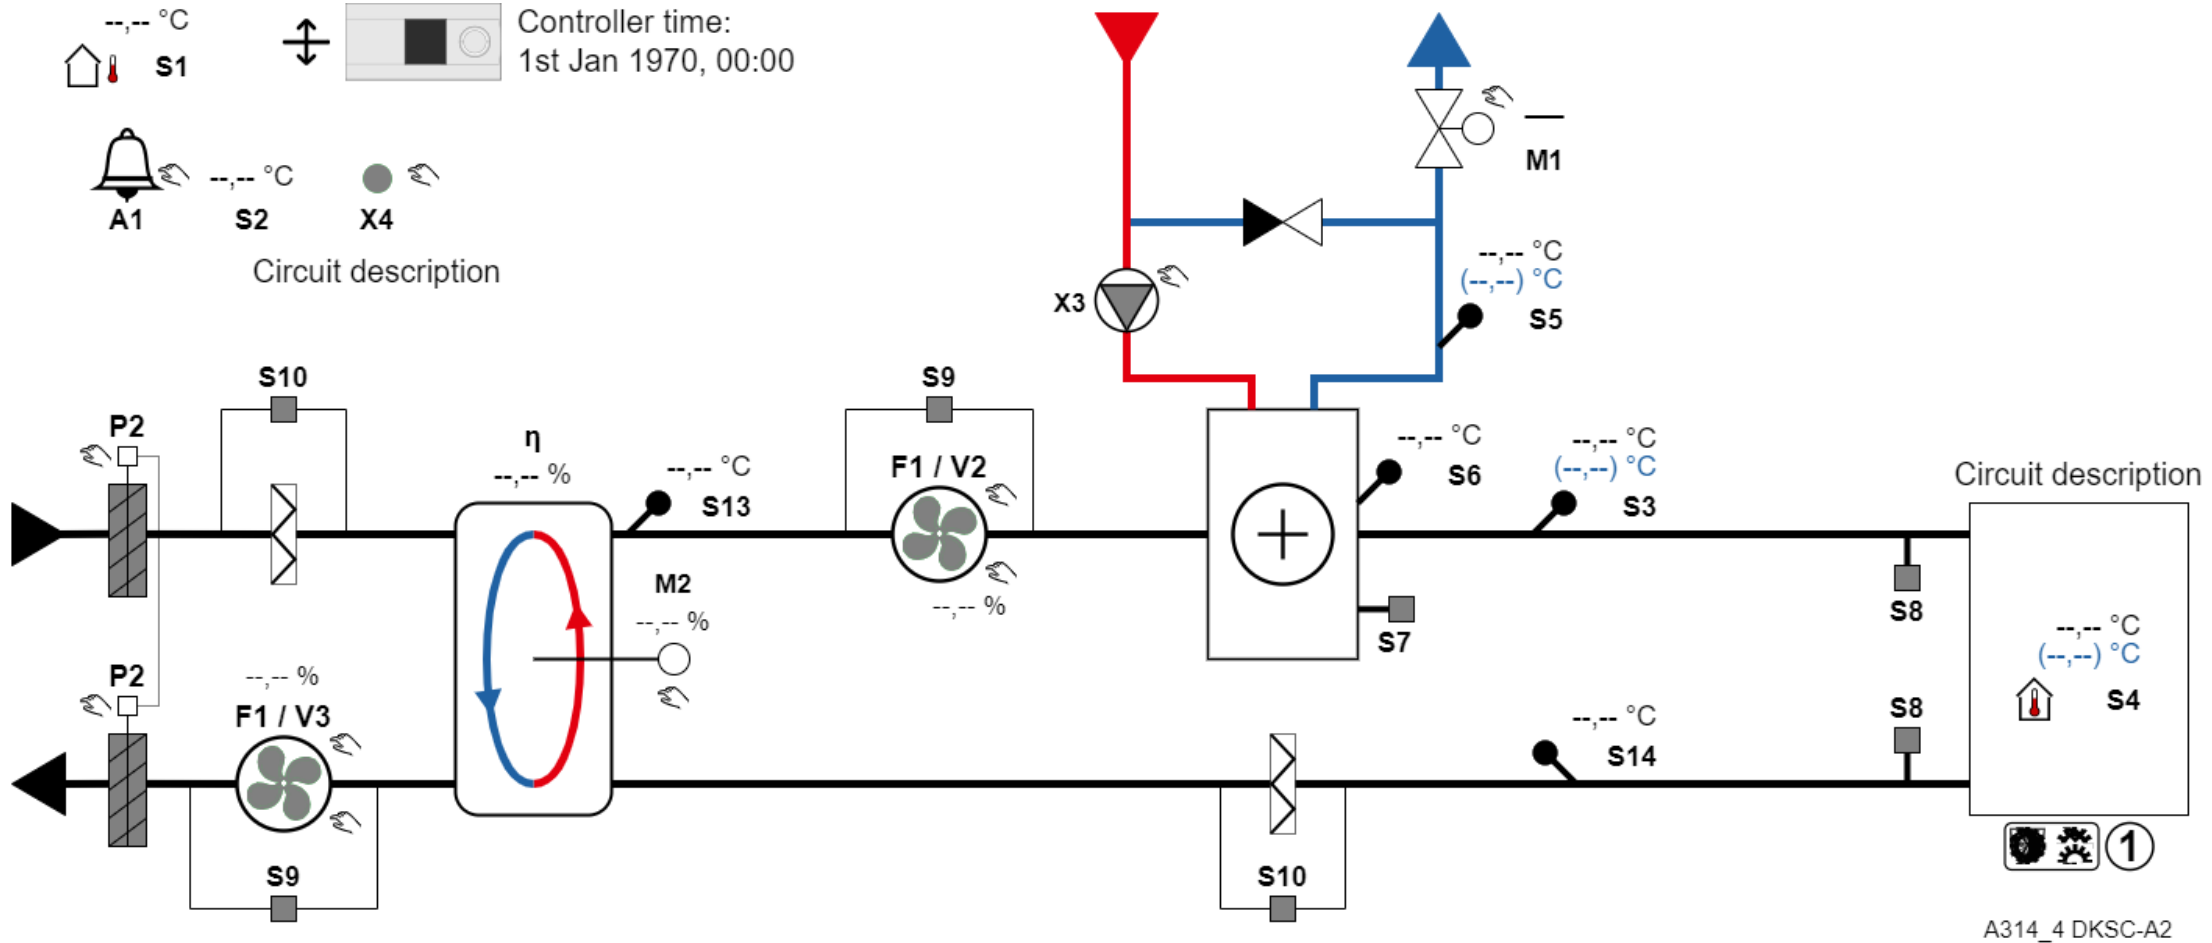 --,-- °C
S1
Controller time:
1st Jan 1970, 00:00
A1
--,-- °C
S2
X4
Circuit description
M1
X3
--,-- °C
(--,--) °C
S5
S10
P2
η
--,-- %
--,-- °C
S13
S9
F1 / V2
--,-- %
--,-- °C
S6
--,-- °C
(--,--) °C
S3
Circuit description
M2
--,-- %
S7
S8
--,-- °C
(--,--) °C
S4
P2
--,-- %
F1 / V3
S9
--,-- °C
S14
S8
S10
1
A314_4 DKSC-A2